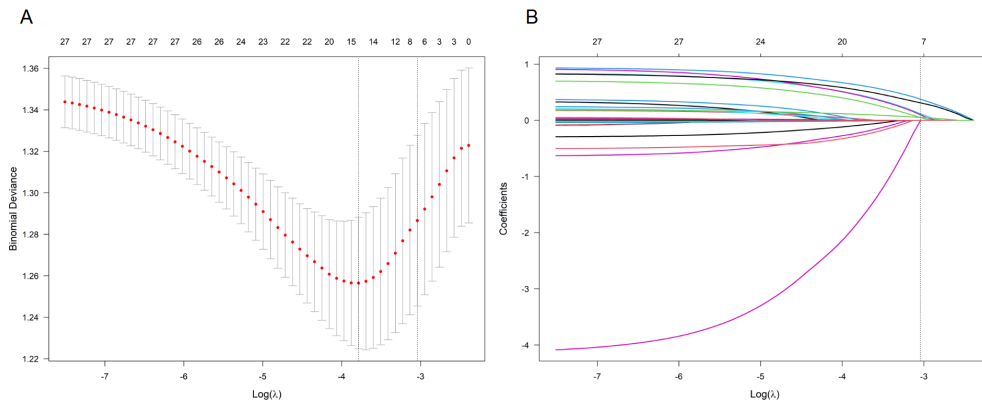 A
27 27 27 27 27 27 26 26 24 23 22 22 20 15 14 12 8 6 3 3 0
1.36
1.34
1.32
1.30
1.28
1.26
1.24
1.22
Binomial Deviance
-7 -6 -5 -4 -3
Log(λ)
B
27 27 24 20 7
1
0
-1
-2
-3
-4
Coefficients
-7 -6 -5 -4 -3
Log(λ)